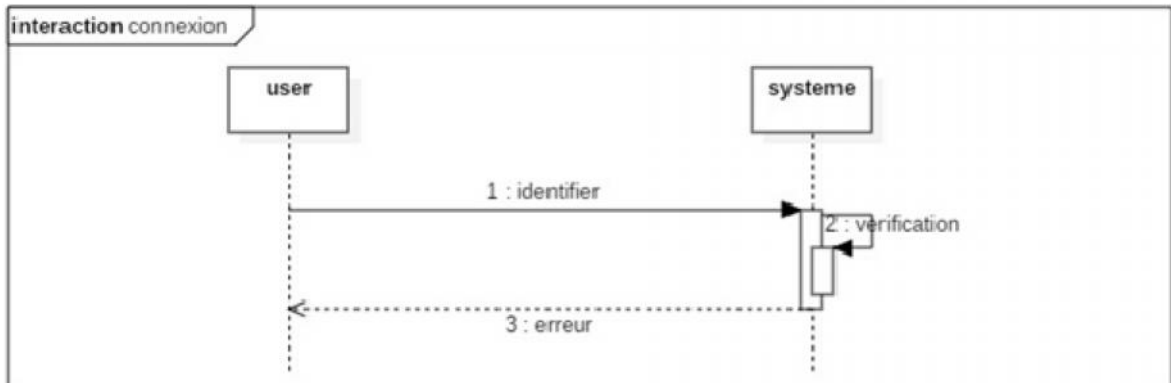 interaction connexion
user
systeme
1 : identifier
2 : verification
3 : erreur